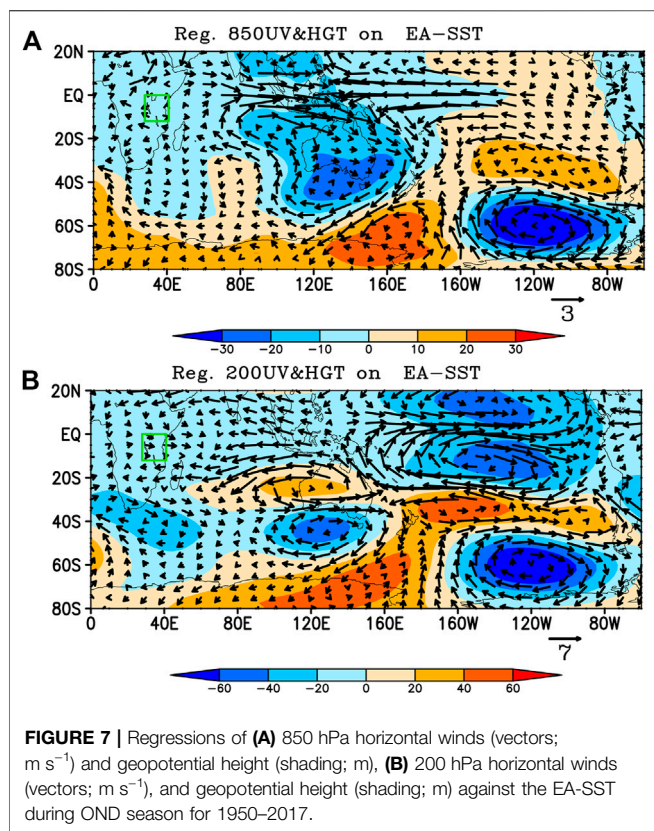 A
Reg. 850UV&HGT on EA−SST
20N
EQ
20S
40S
60S
80S
0 40E 80E 120E 160E 160W 120W 80W
3
−30 −20 −10 0 10 20 30
B
Reg. 200UV&HGT on EA−SST
20N
EQ
20S
40S
60S
80S
0 40E 80E 120E 160E 160W 120W 80W
7
−60 −40 −20 0 20 40 60
FIGURE 7 | Regressions of (A) 850 hPa horizontal winds (vectors;
m s−1) and geopotential height (shading; m), (B) 200 hPa horizontal winds
(vectors; m s−1), and geopotential height (shading; m) against the EA-SST
during OND season for 1950–2017.